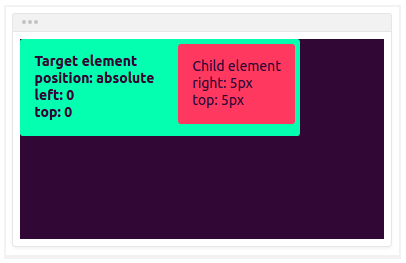 Target element
position: absolute
left: 0
top: 0
Child element
right: 5px
top: 5px